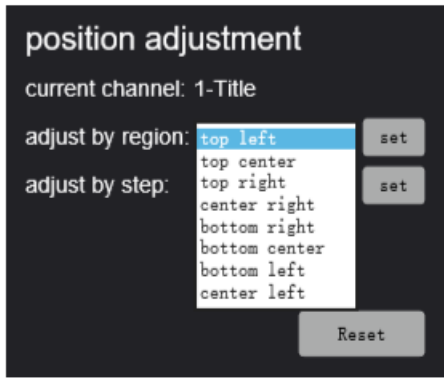 position adjustment
current channel: 1-Title
adjust by region: top left set
top center
adjust by step: top right set
center right
bottom right
bottom center
bottom left
center left
Reset